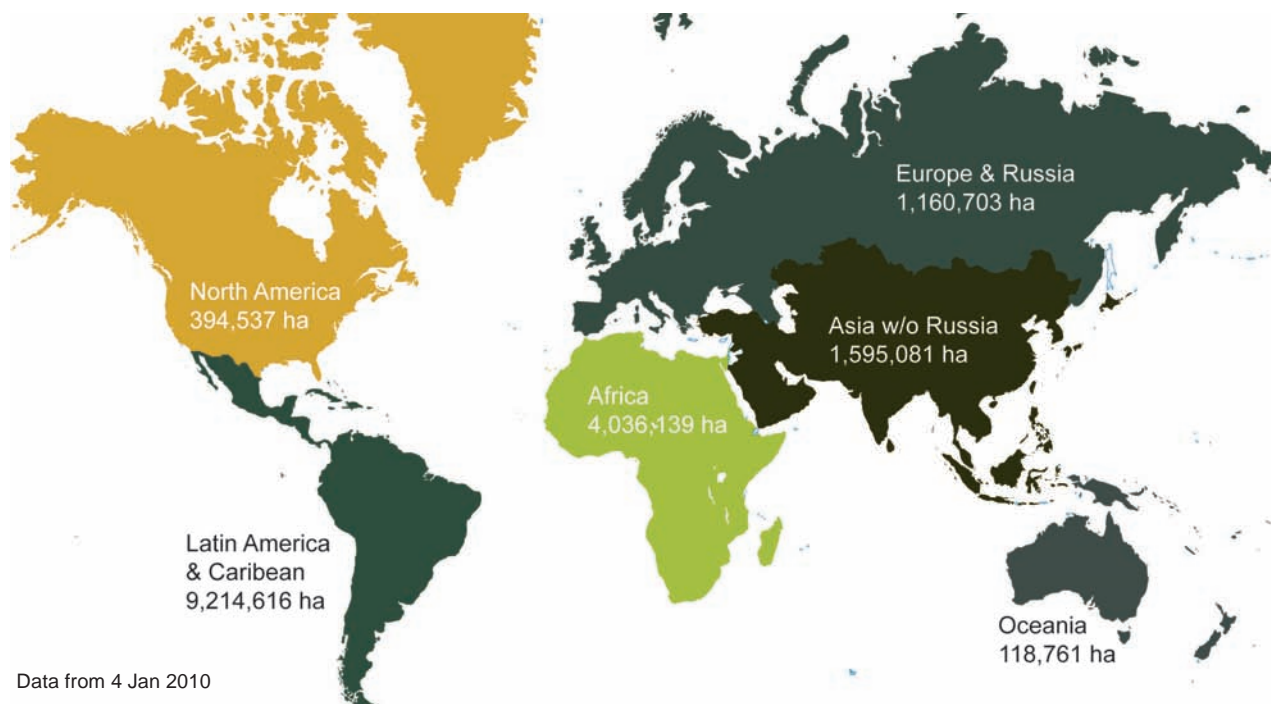 Europe & Russia
1,160,703 ha
North America
394,537 ha
Asia w/o Russia
1,595,081 ha
Africa
4,036,139 ha
Latin America
& Caribean
9,214,616 ha
Oceania
118,761 ha
Data from 4 Jan 2010